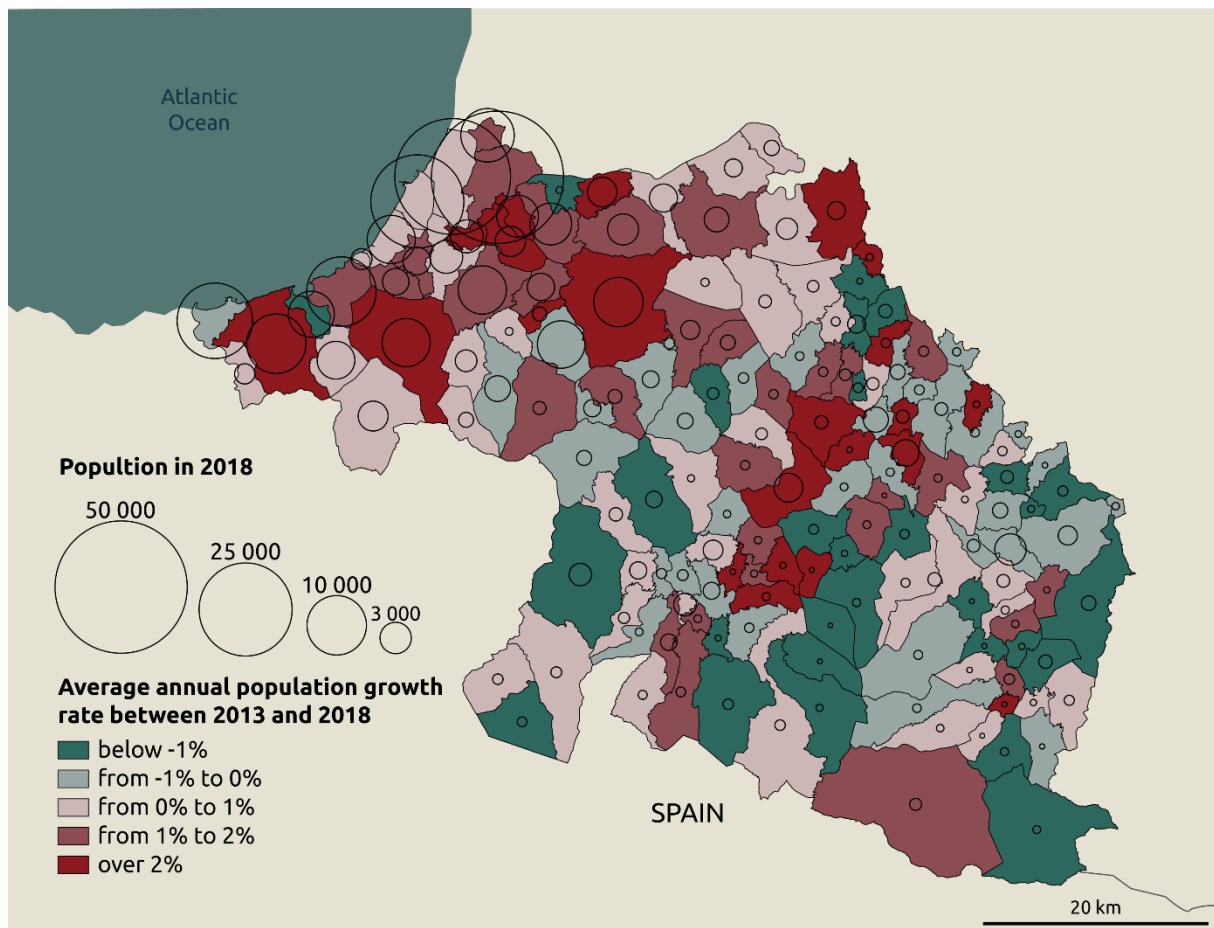 Atlantic
Ocean
Popultion in 2018
50 000
25 000
10 000
3 000
Average annual population growth
rate between 2013 and 2018
below -1%
from -1% to 0%
from 0% to 1%
from 1% to 2%
over 2%
SPAIN
20 km